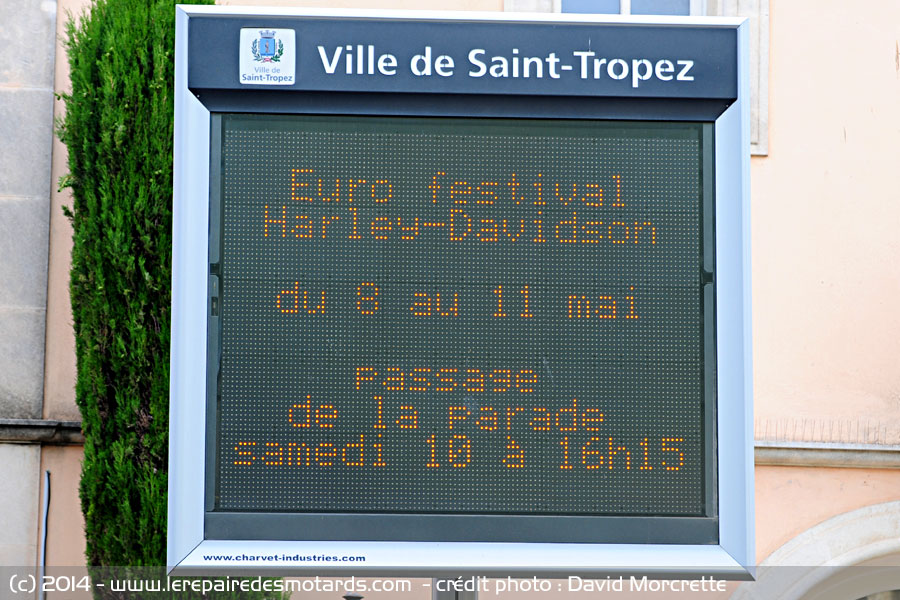 Ville de
Saint-Tropez
Ville de Saint-Tropez
Euro festival
Harley-Davidson
du 8 au 11 mai
Passage
de la parade
samedi 10 à 16h15
www.charvet-industries.com
(c) 2014 - www.lerepairedesmotards.com - crédit photo : David Morcrette